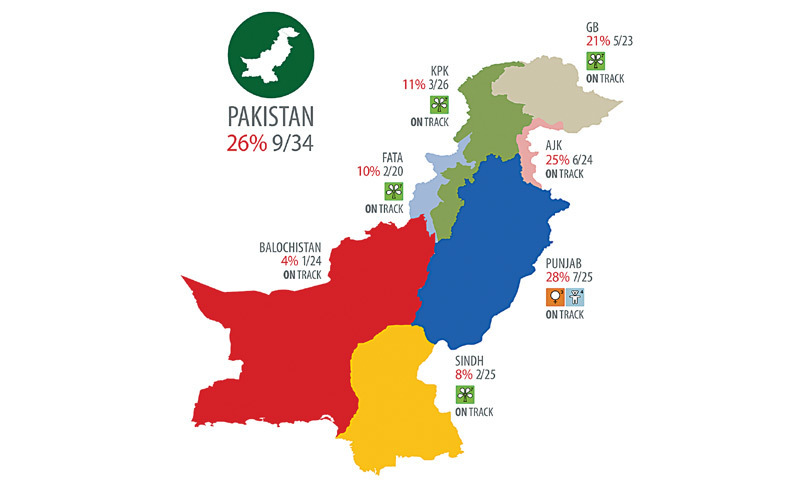 PAKISTAN
26% 9/34
GB
21% 5/23
ON TRACK
KPK
11% 3/26
ON TRACK
AJK
25% 6/24
ON TRACK
FATA
10% 2/20
ON TRACK
BALOCHISTAN
4% 1/24
ON TRACK
PUNJAB
28% 7/25
ON TRACK
SINDH
8% 2/25
ON TRACK